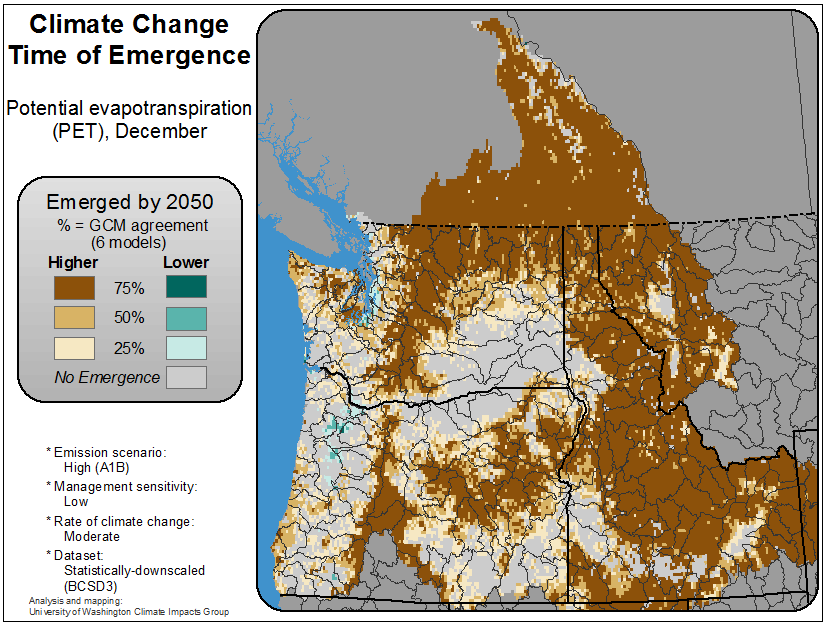 Climate Change
Time of Emergence
Potential evapotranspiration
(PET), December
Emerged by 2050
% = GCM agreement
(6 models)
Higher Lower
75%
50%
25%
No Emergence
* Emission scenario:
High (A1B)
* Management sensitivity:
Low
* Rate of climate change:
Moderate
* Dataset:
Statistically-downscaled
(BCSD3)
Analysis and mapping:
University of Washington Climate Impacts Group